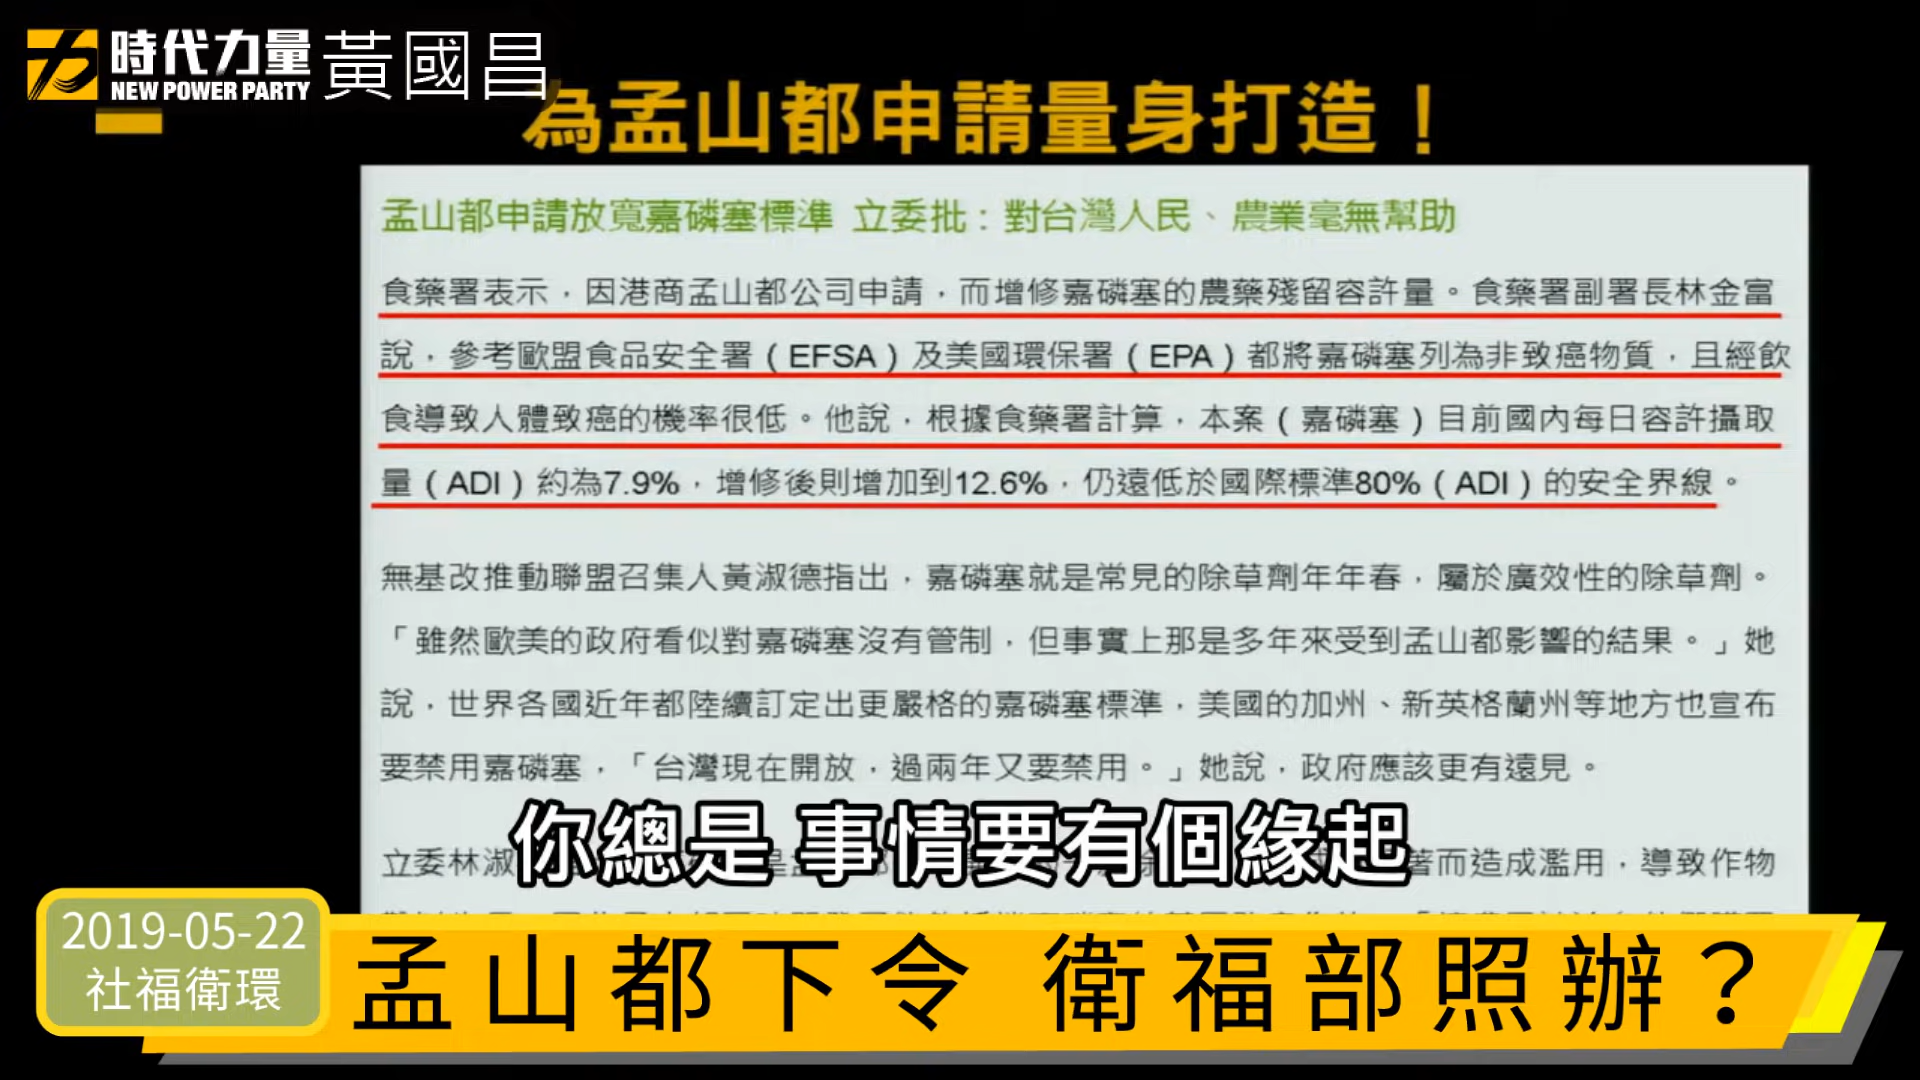 時代力量
NEW POWER PARTY
黃國昌
為孟山都申請量身打造！
孟山都申請放寬嘉磷塞標準 立委批：對台灣人民、農業毫無幫助
食藥署表示，因港商孟山都公司申請，而增修嘉磷塞的農藥殘留容許量。食藥署副署長林金富
說，參考歐盟食品安全署（EFSA）及美國環保署（EPA）都將嘉磷塞列為非致癌物質，且經飲
食導致人體致癌的機率很低。他說，根據食藥署計算，本案（嘉磷塞）目前國內每日容許攝取
量（ADI）約為7.9%，增修後則增加到12.6%，仍遠低於國際標準80%（ADI）的安全界線。
無基改推動聯盟召集人黃淑德指出，嘉磷塞就是常見的除草劑年年春，屬於廣效性的除草劑。
「雖然歐美的政府看似對嘉磷塞沒有管制，但事實上那是多年來受到孟山都影響的結果。」她
說，世界各國近年都陸續訂定出更嚴格的嘉磷塞標準，美國的加州、新英格蘭州等地方也宣布
要禁用嘉磷塞，「台灣現在開放，過兩年又要禁用。」她說，政府應該更有遠見。
立委林淑
著而造成濫用，導致作物
你總是 事情要有個緣起
2019-05-22
社福衛環
孟山都下令 衛福部照辦？